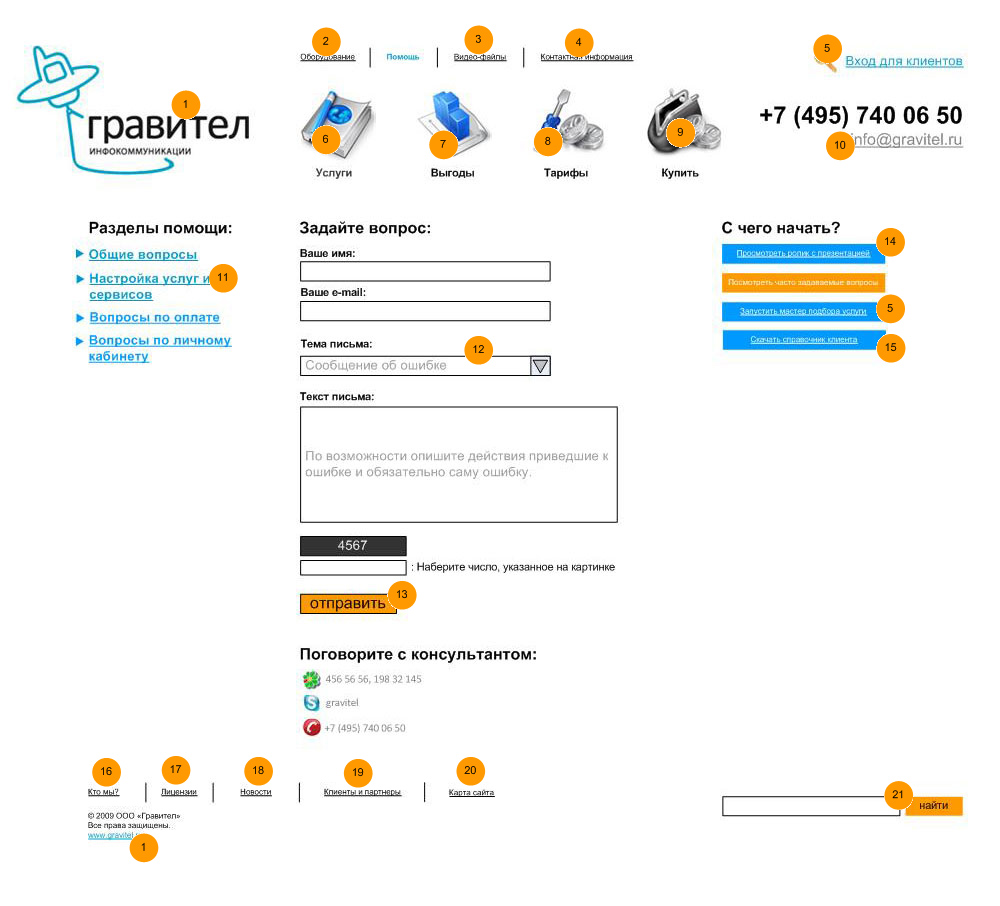 2
3
4
5
Оборудование
Помощь
Видео-файлы
Контактная информация
Вход для клиентов
1
гравител
ИНФОКОММУНИКАЦИИ
6
7
8
9
+7 (495) 740 06 50
10
info@gravitel.ru
Услуги
Выгоды
Тарифы
Купить
Разделы помощи:
Общие вопросы
Настройка услуг и
11
сервисов
Вопросы по оплате
Вопросы по личному
кабинету
Задайте вопрос:
Ваше имя:
Ваше e-mail:
Тема письма:
12
Сообщение об ошибке
Текст письма:
По возможности опишите действия приведшие к
ошибке и обязательно саму ошибку.
4567
: Наберите число, указанное на картинке
отправить
13
С чего начать?
14
Просмотреть ролик с презентацией
Посмотреть часто задаваемые вопросы
Запустить мастер подбора услуги
5
Скачать справочник клиента
15
Поговорите с консультантом:
456 56 56, 198 32 145
gravitel
+7 (495) 740 06 50
16
17
18
19
20
Кто мы?
Лицензии
Новости
Клиенты и партнеры
Карта сайта
21
найти
© 2009 ООО «Гравител»
Все права защищены.
www.gravitel.
1